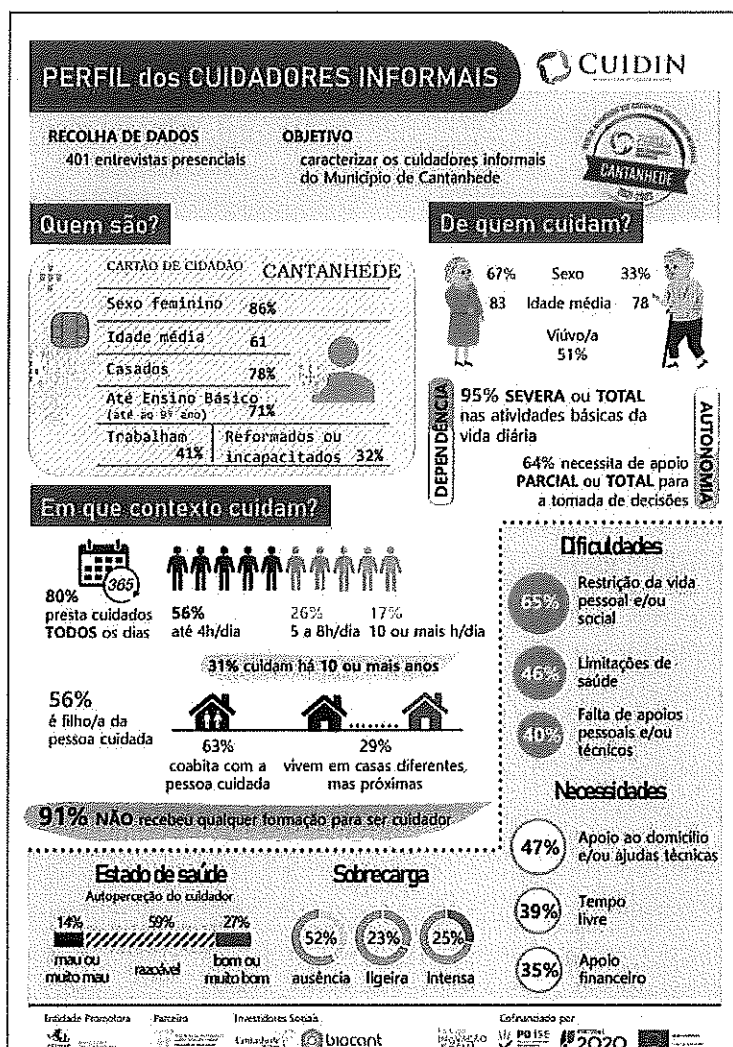 PERFIL dos CUIDADORES INFORMAIS
CUIDIN
RECOLHA DE DADOS
401 entrevistas presenciais
OBJETIVO
caracterizar os cuidadores informais
do Município de Cantanhede
CANTANHEDE
Quem são?
CARTÃO DE CIDADÃO CANTANHEDE
Sexo feminino 86%
Idade média 61
Casados 78%
Até Ensino Básico
(até ao 9º ano) 71%
Trabalham
41%
Reformados ou
incapacitados 32%
De quem cuidam?
67% Sexo 33%
83 Idade média 78
Viúvo/a
51%
DEPENDÊNCIA
95% SEVERA ou TOTAL
nas atividades básicas da
vida diária
AUTONOMIA
64% necessita de apoio
PARCIAL ou TOTAL para
a tomada de decisões
Em que contexto cuidam?
365
80%
presta cuidados
TODOS os dias
56%
até 4h/dia
26%
5 a 8h/dia
17%
10 ou mais h/dia
31% cuidam há 10 ou mais anos
56%
é filho/a da
pessoa cuidada
63%
coabita com a
pessoa cuidada
29%
vivem em casas diferentes,
mas próximas
91% NÃO recebeu qualquer formação para ser cuidador
Dificuldades
65%
Restrição da vida
pessoal e/ou
social
46%
Limitações de
saúde
40%
Falta de apoios
pessoais e/ou
técnicos
Necessidades
47%
Apoio ao domicílio
e/ou ajudas técnicas
39%
Tempo
livre
35%
Apoio
financeiro
Estado de saúde
Autoperceção do cuidador
14% 59% 27%
mau ou
muito mau
razoável
bom ou
muito bom
Sobrecarga
52%
ausência
23%
ligeira
25%
Intensa
Entidade Promotora
Parceira
Investidores Sociais
Cofinanciado por
biocant
PO ISE
2020